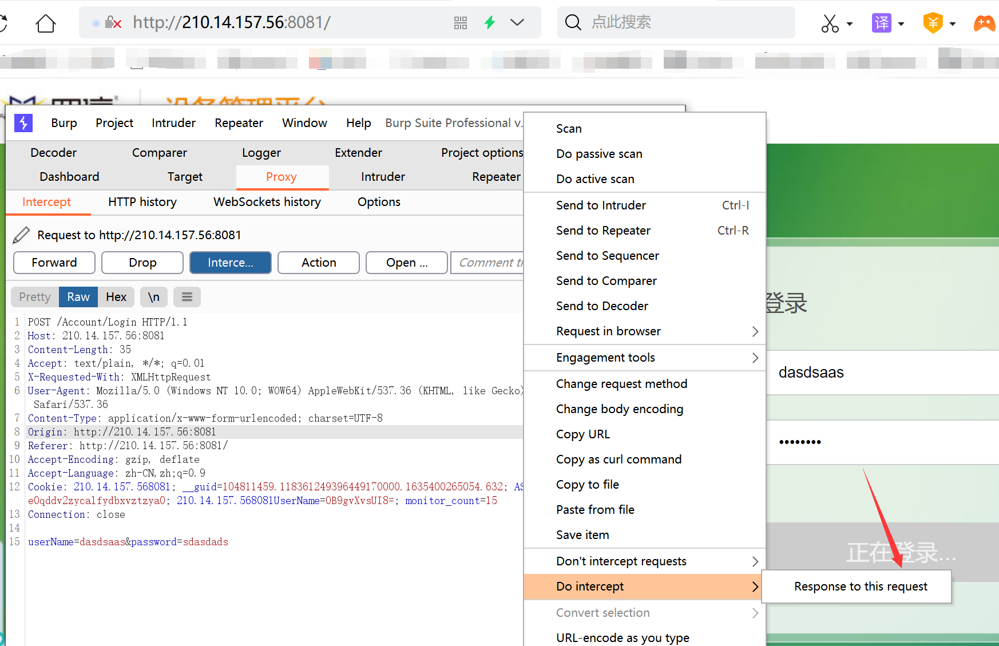 http://210.14.157.56:8081/
点此搜索
译
设备管理平台
Burp Project Intruder Repeater Window Help Burp Suite Professional v.
Decoder Comparer Logger Extender Project options
Dashboard Target Proxy Intruder Repeater
Intercept HTTP history WebSockets history Options
Request to http://210.14.157.56:8081
Forward Drop Interce... Action Open ... Comment th
Pretty Raw Hex \n
1 POST /Account/Login HTTP/1.1
2 Host: 210.14.157.56:8081
3 Content-Length: 35
4 Accept: text/plain, */*; q=0.01
5 X-Requested-With: XMLHttpRequest
6 User-Agent: Mozilla/5.0 (Windows NT 10.0; WOW64) AppleWebKit/537.36 (KHTML, like Gecko)
Safari/537.36
7 Content-Type: application/x-www-form-urlencoded; charset=UTF-8
8 Origin: http://210.14.157.56:8081
9 Referer: http://210.14.157.56:8081/
10 Accept-Encoding: gzip, deflate
11 Accept-Language: zh-CN,zh;q=0.9
12 Cookie: 210.14.157.568081; __guid=104811459.118361249396449170000.1635400265054.632; AS
e0qddv2zycalfydbxvztzya0; 210.14.157.568081UserName=0B9gvXvsUI8=; monitor_count=15
13 Connection: close
14
15 userName=dasdsaas&password=sdasdads
Scan
Do passive scan
Do active scan
Send to Intruder Ctrl-I
Send to Repeater Ctrl-R
Send to Sequencer
Send to Comparer
Send to Decoder
Request in browser
Engagement tools
Change request method
Change body encoding
Copy URL
Copy as curl command
Copy to file
Paste from file
Save item
Don't intercept requests
Do intercept
Response to this request
Convert selection
URL-encode as you type
登录
dasdsaas
••••••••
正在登录...